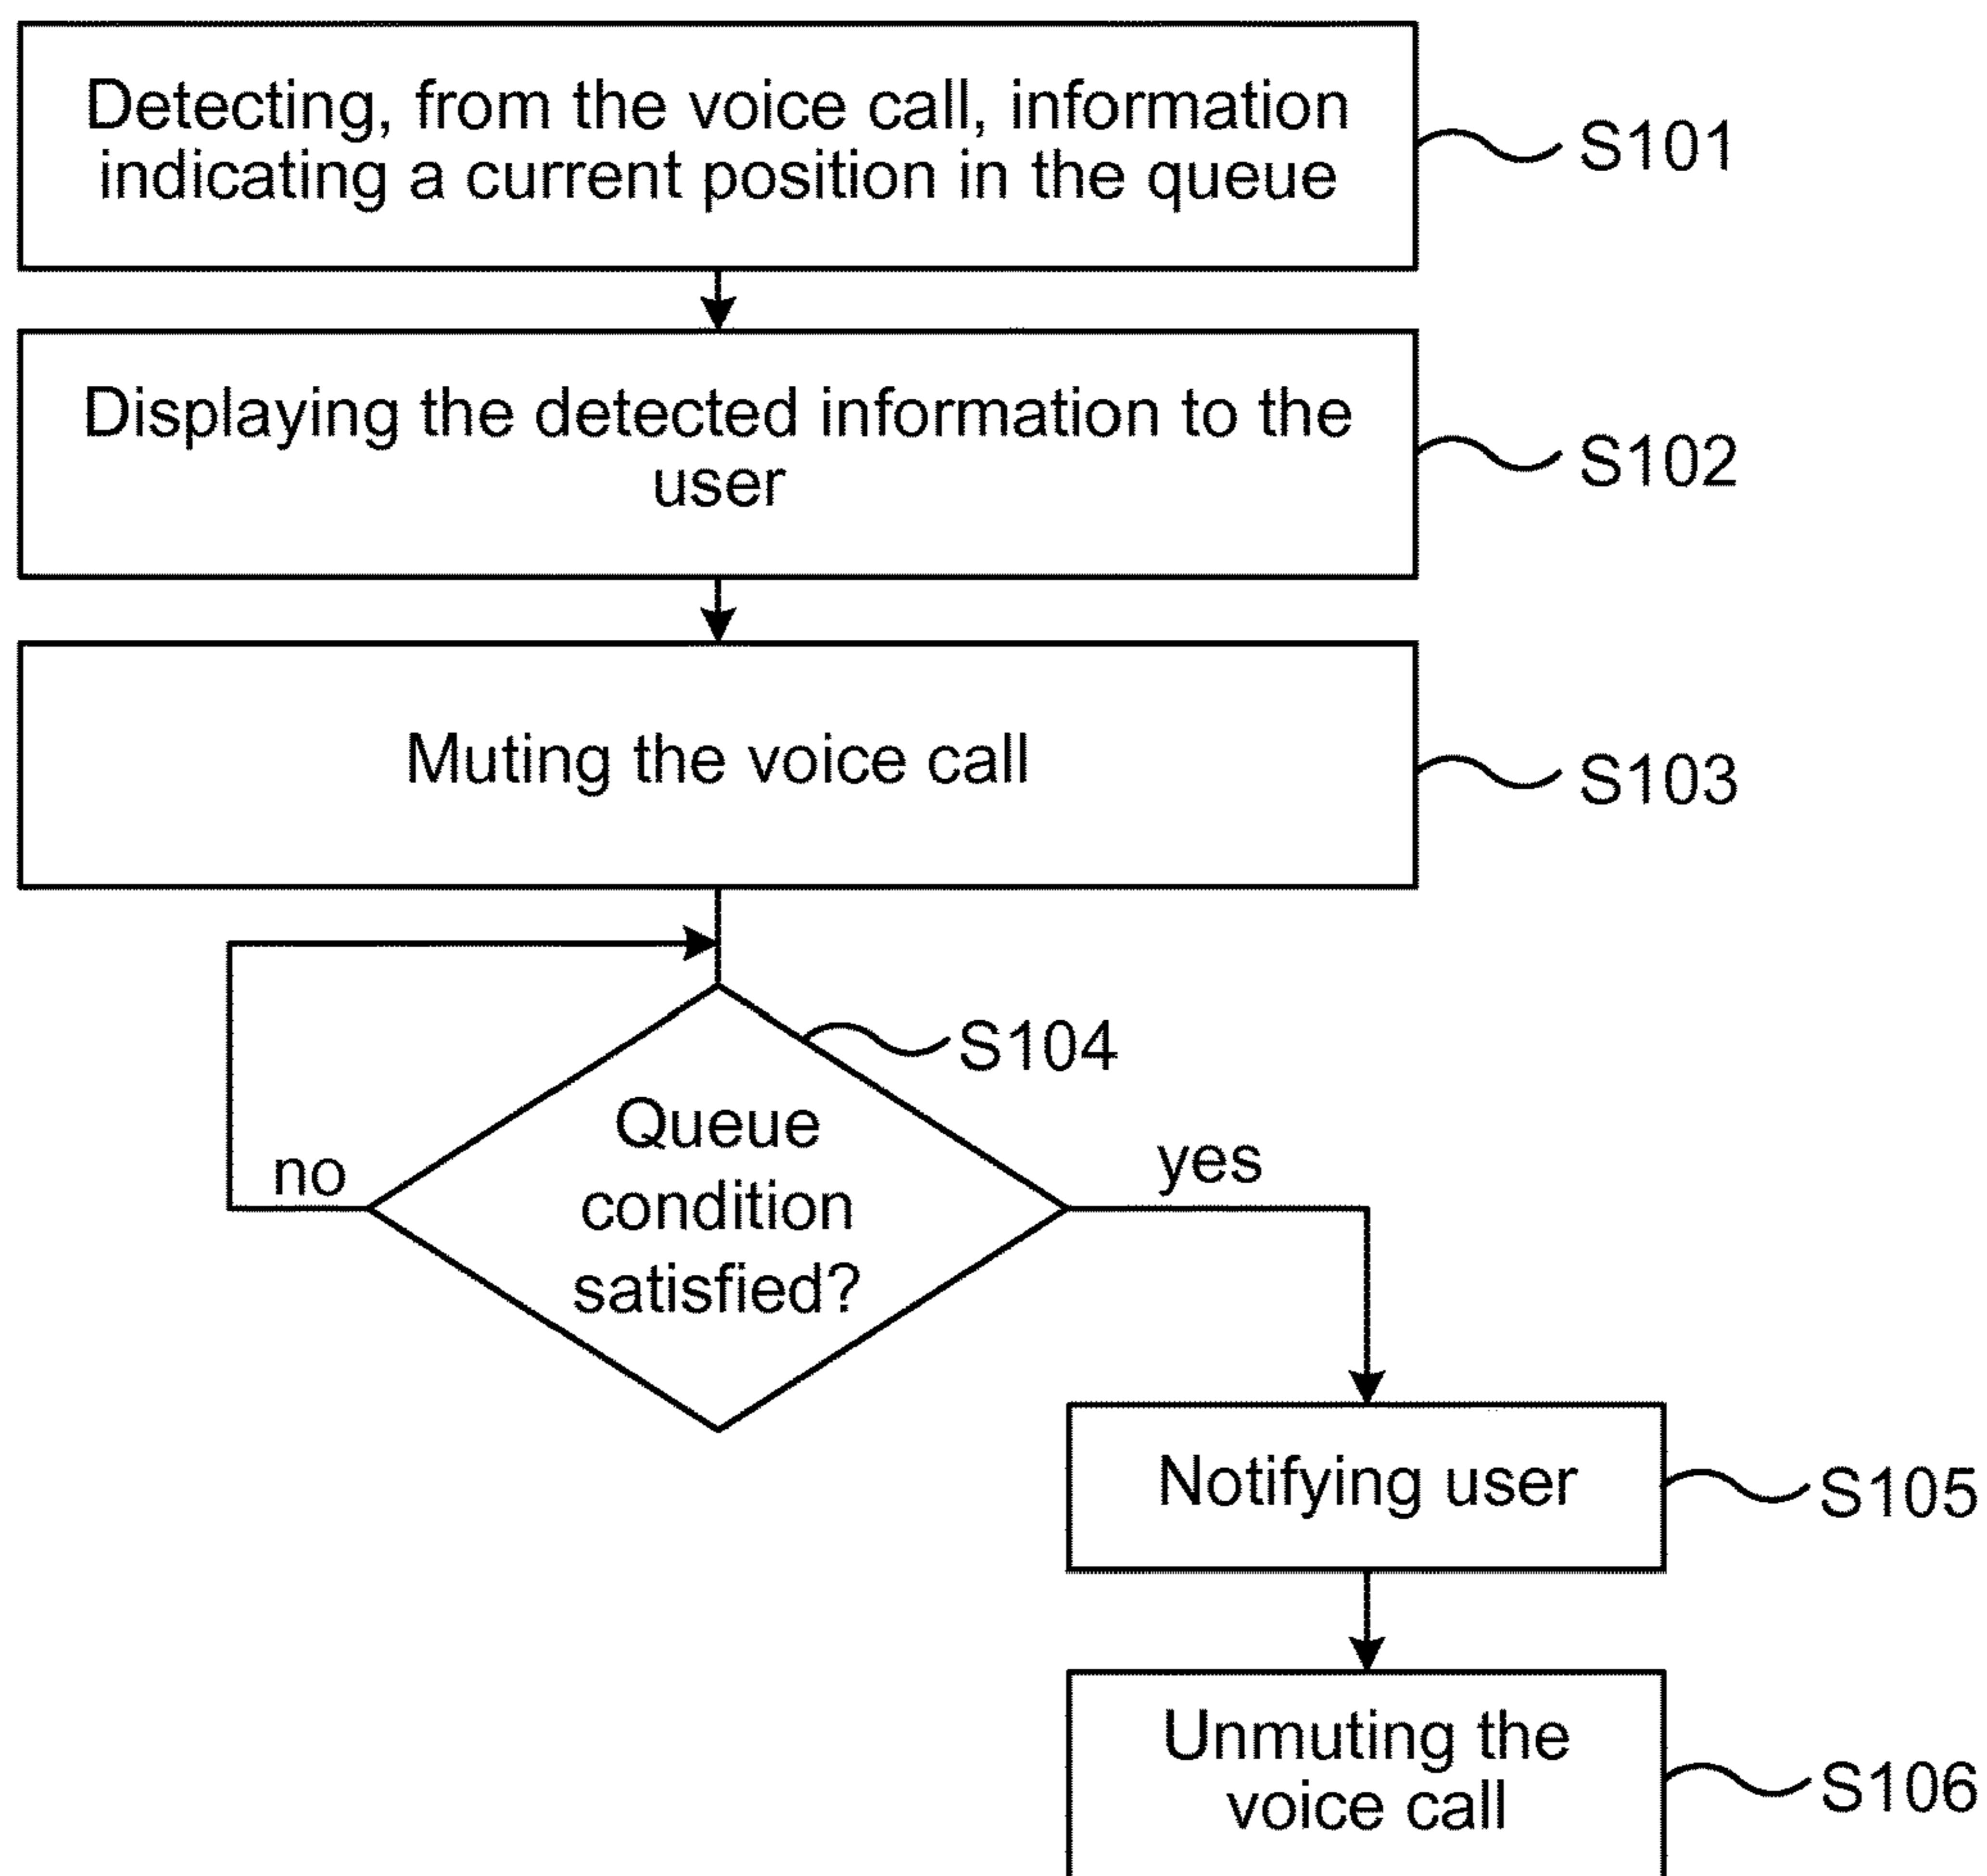 Detecting, from the voice call, information
indicating a current position in the queue
S101
Displaying the detected information to the
user
S102
Muting the voice call
S103
S104
Queue
condition
satisfied?
no
yes
Notifying user
S105
Unmuting the
voice call
S106